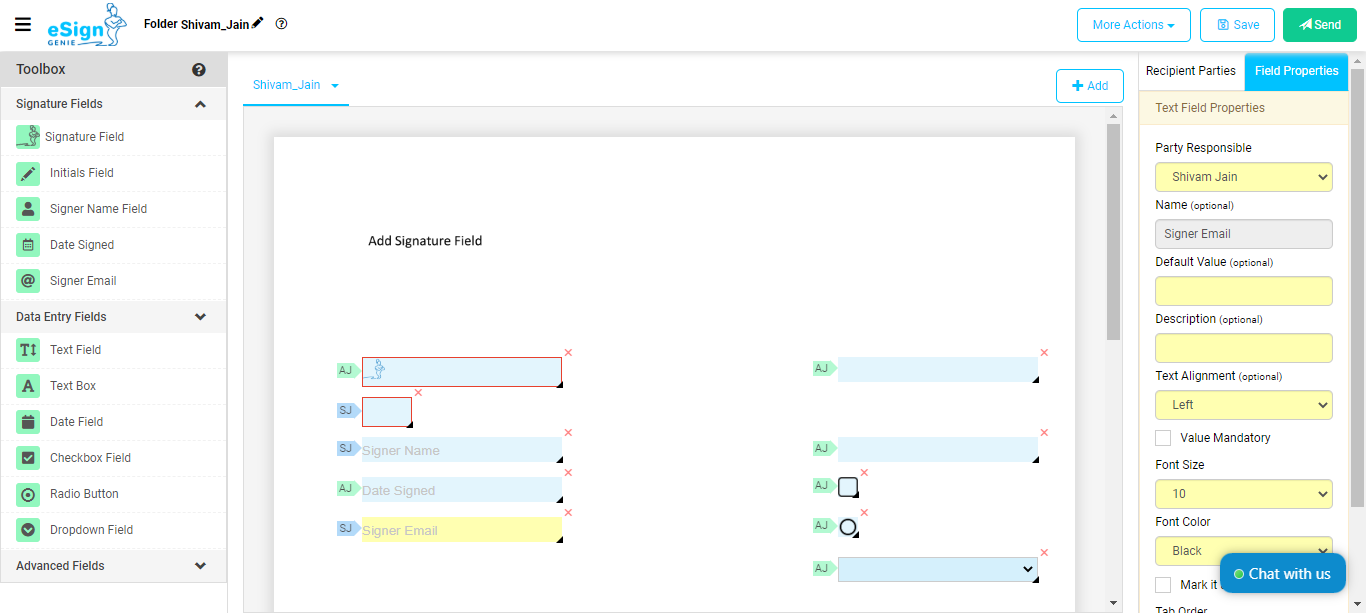 eSign
GENIE
Folder Shivam_Jain
More Actions
Save
Send
Toolbox
Signature Fields
Signature Field
Initials Field
Signer Name Field
Date Signed
@ Signer Email
Data Entry Fields
T Text Field
A Text Box
Date Field
Checkbox Field
Radio Button
Dropdown Field
Advanced Fields
Shivam_Jain
+ Add
Add Signature Field
AJ
SJ
SJ Signer Name
AJ Date Signed
SJ Signer Email
AJ
AJ
AJ
AJ
AJ
Recipient Parties
Field Properties
Text Field Properties
Party Responsible
Shivam Jain
Name (optional)
Signer Email
Default Value (optional)
Description (optional)
Text Alignment (optional)
Left
Value Mandatory
Font Size
10
Font Color
Black
Mark it
Tab Order
Chat with us